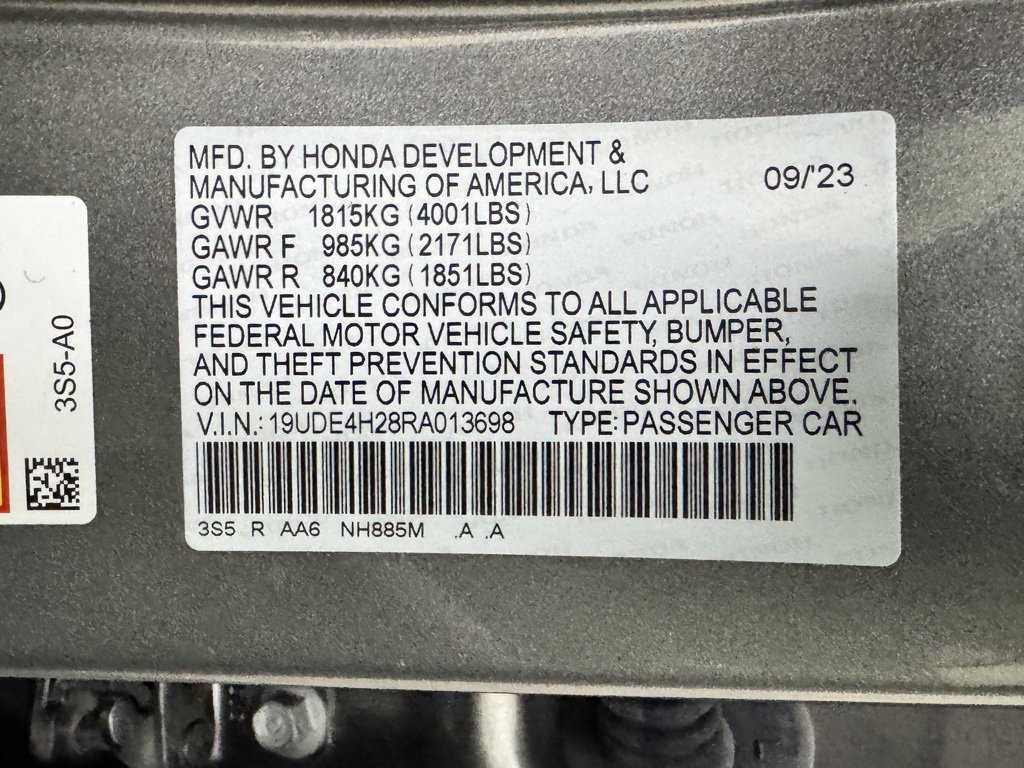 MFD. BY HONDA DEVELOPMENT &
MANUFACTURING OF AMERICA, LLC 09/'23
GVWR 1815KG (4001LBS)
GAWR F 985KG (2171LBS)
GAWR R 840KG (1851LBS)
THIS VEHICLE CONFORMS TO ALL APPLICABLE
FEDERAL MOTOR VEHICLE SAFETY, BUMPER,
AND THEFT PREVENTION STANDARDS IN EFFECT
ON THE DATE OF MANUFACTURE SHOWN ABOVE.
V.I.N.: 19UDE4H28RA013698 TYPE: PASSENGER CAR
3S5 R AA6 NH885M .A .A
3S5-A0